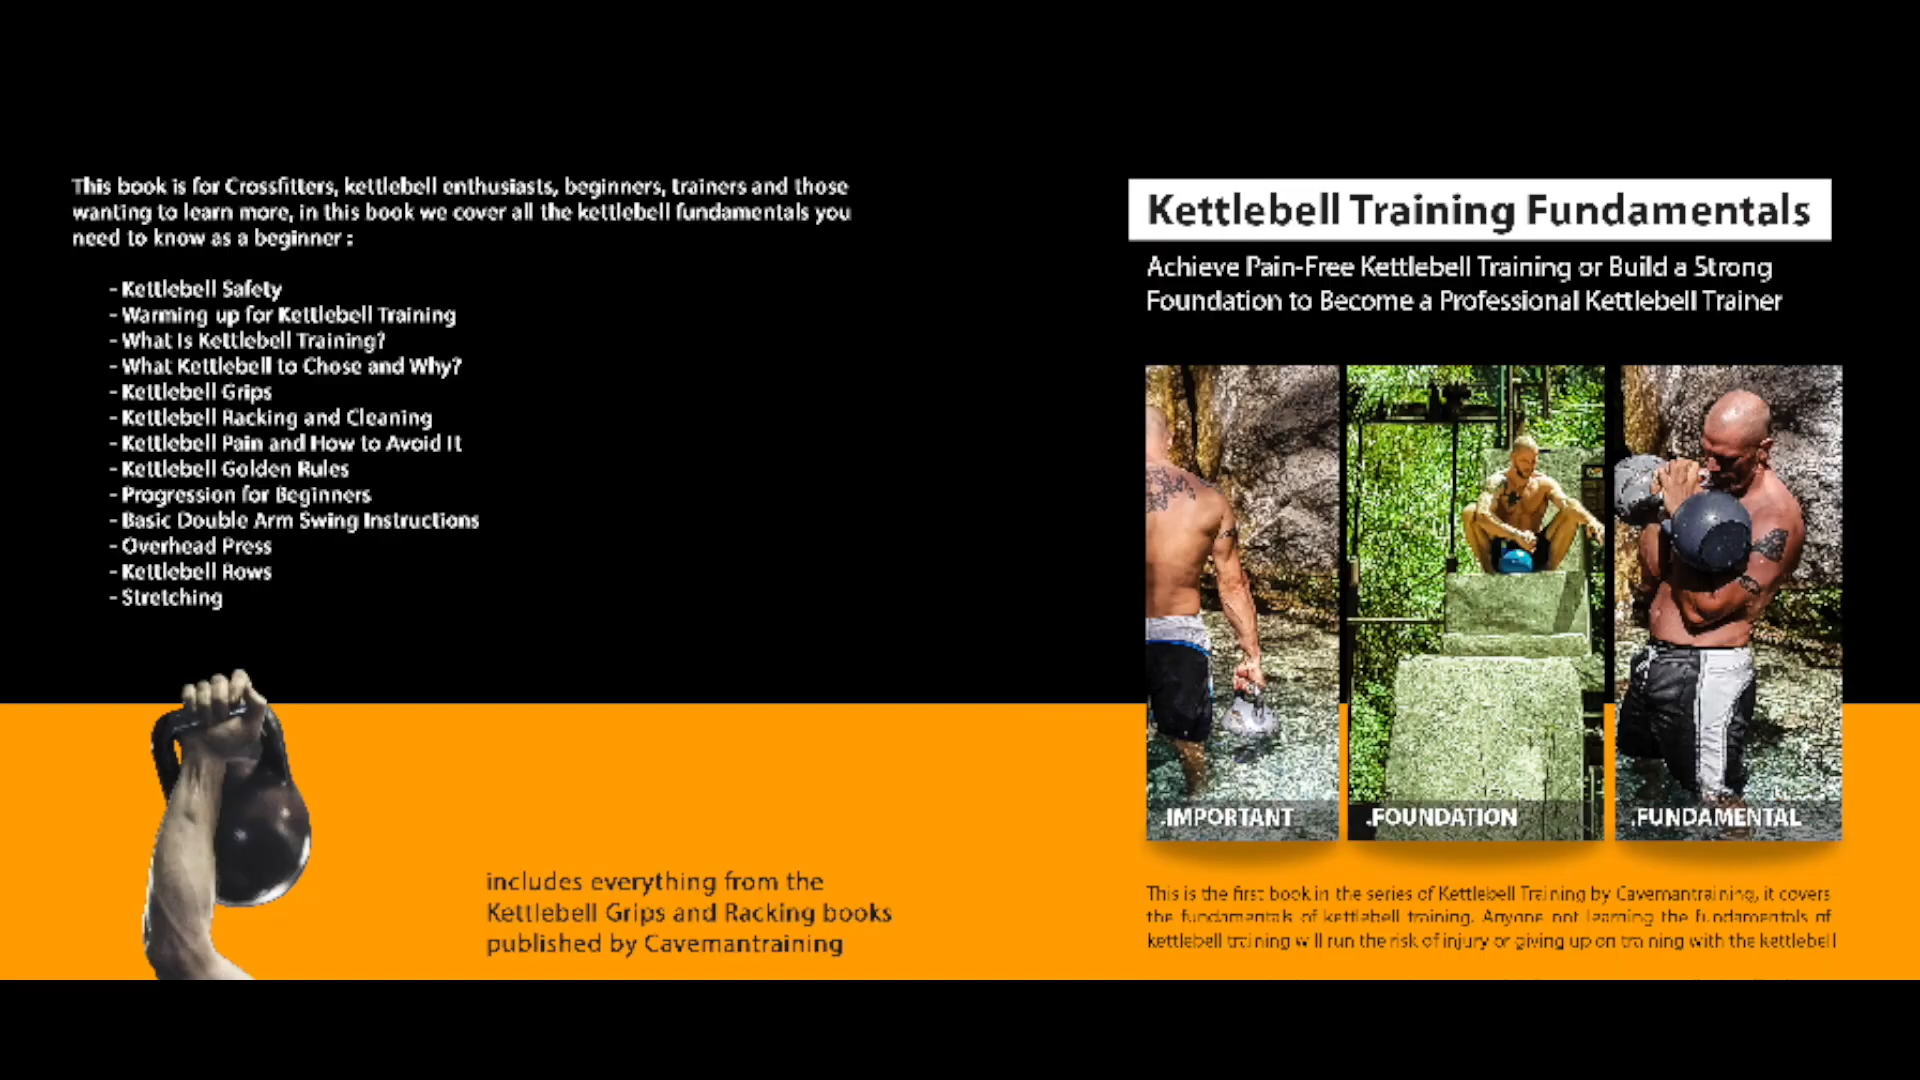 This book is for Crossfitters, kettlebell enthusiasts, beginners, trainers and those
wanting to learn more, in this book we cover all the kettlebell fundamentals you
need to know as a beginner :
- Kettlebell Safety
- Warming up for Kettlebell Training
- What Is Kettlebell Training?
- What Kettlebell to Chose and Why?
- Kettlebell Grips
- Kettlebell Racking and Cleaning
- Kettlebell Pain and How to Avoid It
- Kettlebell Golden Rules
- Progression for Beginners
- Basic Double Arm Swing Instructions
- Overhead Press
- Kettlebell Rows
- Stretching
includes everything from the
Kettlebell Grips and Racking books
published by Cavemantraining
Kettlebell Training Fundamentals
Achieve Pain-Free Kettlebell Training or Build a Strong
Foundation to Become a Professional Kettlebell Trainer
.IMPORTANT
.FOUNDATION
.FUNDAMENTAL
This is the first book in the series of Kettlebell Training by Cavemantraining, it covers
the fundamentals of kettlebell training. Anyone not learning the fundamentals of
kettlebell training will run the risk of injury or giving up on training with the kettlebell